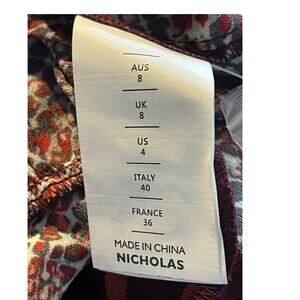 AUS
8
UK
8
US
4
ITALY
40
FRANCE
36
MADE IN CHINA
NICHOLAS